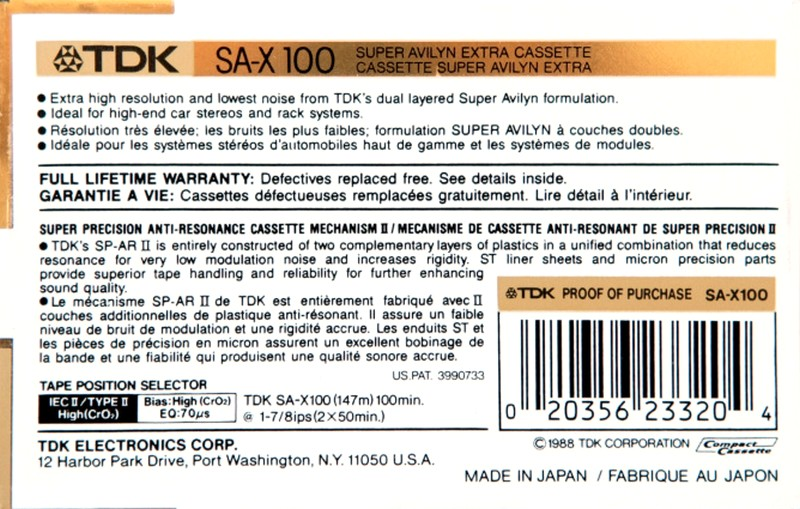 TDK SA-X 100 SUPER AVILYN EXTRA CASSETTE
CASSETTE SUPER AVILYN EXTRA
● Extra high resolution and lowest noise from TDK's dual layered Super Avilyn formulation.
● Ideal for high-end car stereos and rack systems.
● Résolution très élevée; les bruits les plus faibles; formulation SUPER AVILYN à couches doubles.
● Idéale pour les systèmes stéréos d'automobiles haut de gamme et les systèmes de modules.
FULL LIFETIME WARRANTY: Defectives replaced free. See details inside.
GARANTIE A VIE: Cassettes défectueuses remplacées gratuitement. Lire détail à l'intérieur.
SUPER PRECISION ANTI-RESONANCE CASSETTE MECHANISM II / MECANISME DE CASSETTE ANTI-RESONANT DE SUPER PRECISION II
● TDK's SP-AR II is entirely constructed of two complementary layers of plastics in a unified combination that reduces
resonance for very low modulation noise and increases rigidity. ST liner sheets and micron precision parts
provide superior tape handling and reliability for further enhancing
sound quality.
● Le mécanisme SP-AR II de TDK est entièrement fabriqué avec II
couches additionnelles de plastique anti-résonant. Il assure un faible
niveau de bruit de modulation et une rigidité accrue. Les enduits ST et
les pièces de précision en micron assurent un excellent bobinage de
la bande et une fiabilité qui produisent une qualité sonore accrue.
US.PAT. 3990733
TDK PROOF OF PURCHASE SA-X100
0 20356 23320 4
TAPE POSITION SELECTOR
IEC II/TYPE II Bias: High (CrO2) TDK SA-X100 (147m) 100min.
High(CrO2) EQ:70µs @ 1-7/8ips(2×50min.)
TDK ELECTRONICS CORP.
12 Harbor Park Drive, Port Washington, N.Y. 11050 U.S.A.
©1988 TDK CORPORATION Compact Cassette
MADE IN JAPAN / FABRIQUE AU JAPON